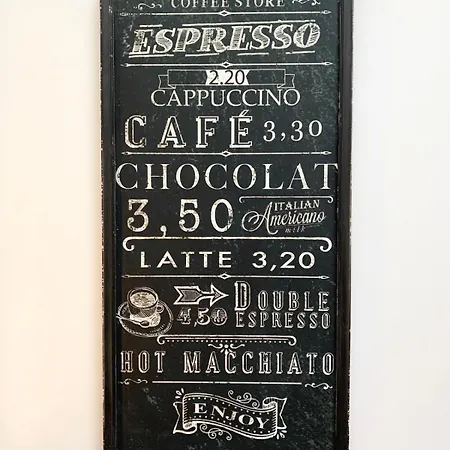 COFFEE STORE
ESPRESSO
2.20
CAPPUCCINO
CAFÉ 3,30
CHOCOLAT
3,50 ITALIAN
Americano
milk
LATTE 3,20
4,50 DOUBLE
ESPRESSO
HOT MACCHIATO
ENJOY